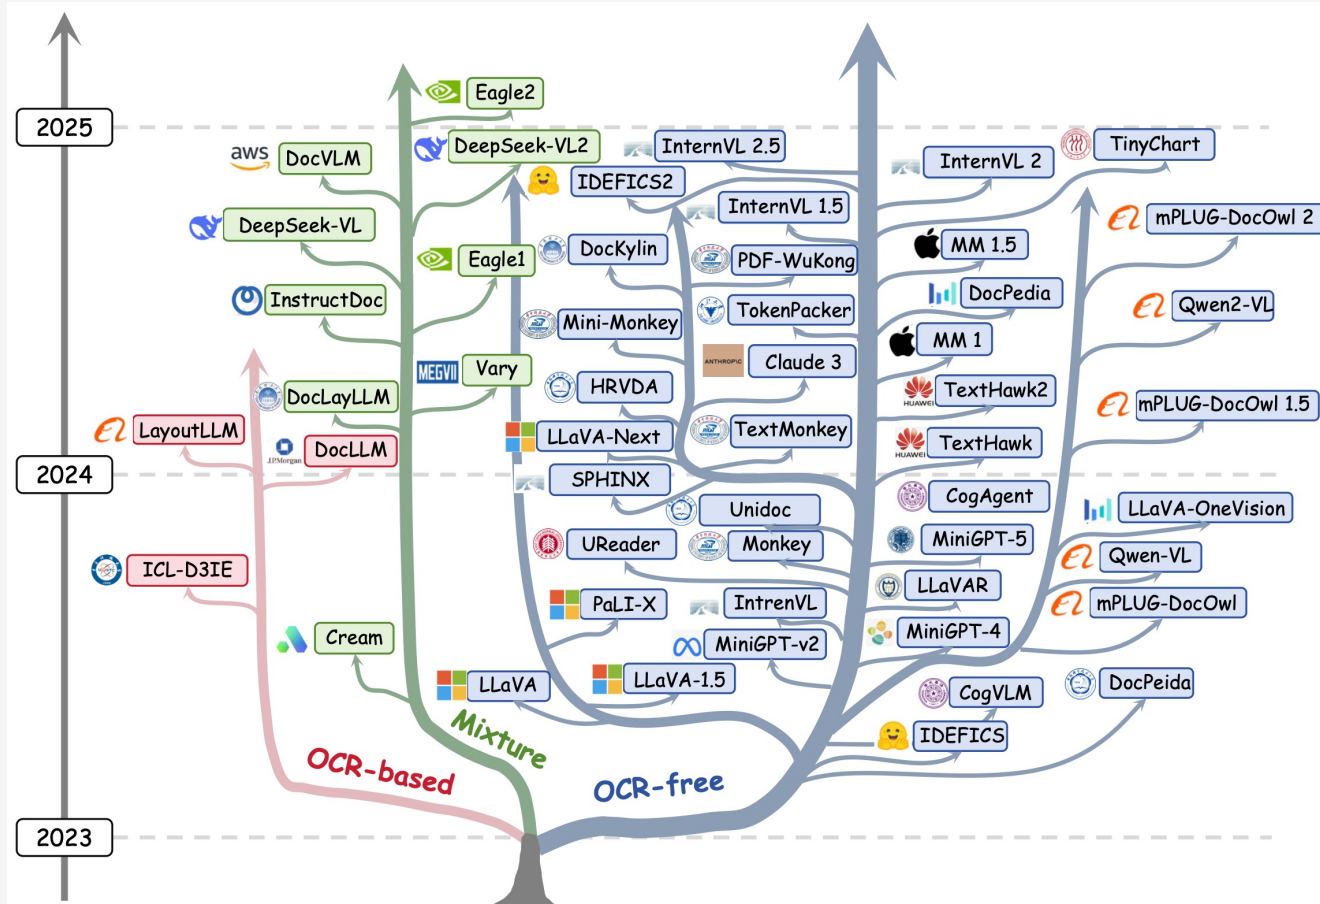 Eagle2
2025
aws
DocVLM
DeepSeek-VL2
InternVL 2.5
InternVL 2
TinyChart
IDEFICS2
DeepSeek-VL
InternVL 1.5
mPLUG-DocOwl 2
Eagle1
DocKylin
PDF-WuKong
MM 1.5
InstructDoc
DocPedia
Qwen2-VL
Mini-Monkey
TokenPacker
MM 1
MEGVII
Vary
HRVDA
ANTHROPIC
Claude 3
HUAWEI
TextHawk2
DocLayLLM
mPLUG-DocOwl 1.5
LayoutLLM
J.P.Morgan
DocLLM
LLaVA-Next
TextMonkey
HUAWEI
TextHawk
2024
SPHINX
Unidoc
CogAgent
LLaVA-OneVision
UReader
Monkey
MiniGPT-5
Qwen-VL
ICL-D3IE
LLaVAR
PaLI-X
IntrenVL
mPLUG-DocOwl
Cream
MiniGPT-v2
MiniGPT-4
LLaVA
LLaVA-1.5
CogVLM
DocPeida
IDEFICS
Mixture
OCR-based
OCR-free
2023